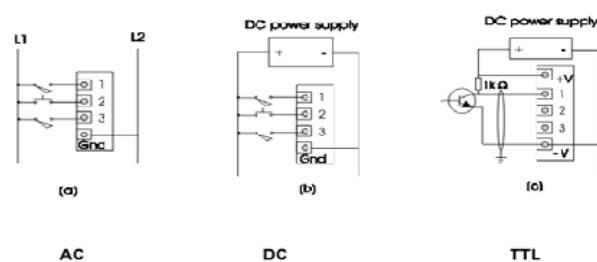 L1 L2
1
2
3
Gnd
(a)
AC
DC power supply
+ -
1
2
3
Gnd
(b)
DC
DC power supply
+ -
1kΩ
+V
1
2
3
-V
(c)
TTL